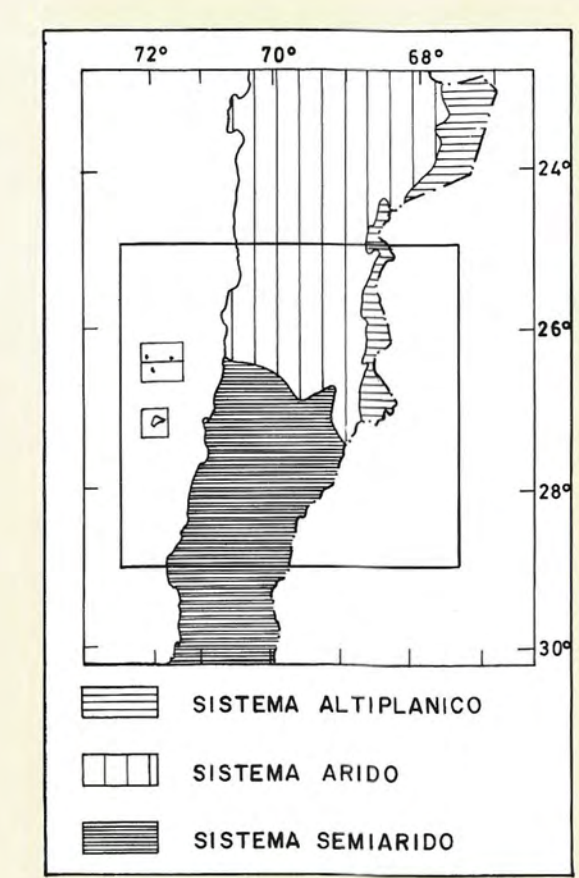 72° 70° 68°
24°
26°
28°
30°
SISTEMA ALTIPLANICO
SISTEMA ARIDO
SISTEMA SEMIARIDO